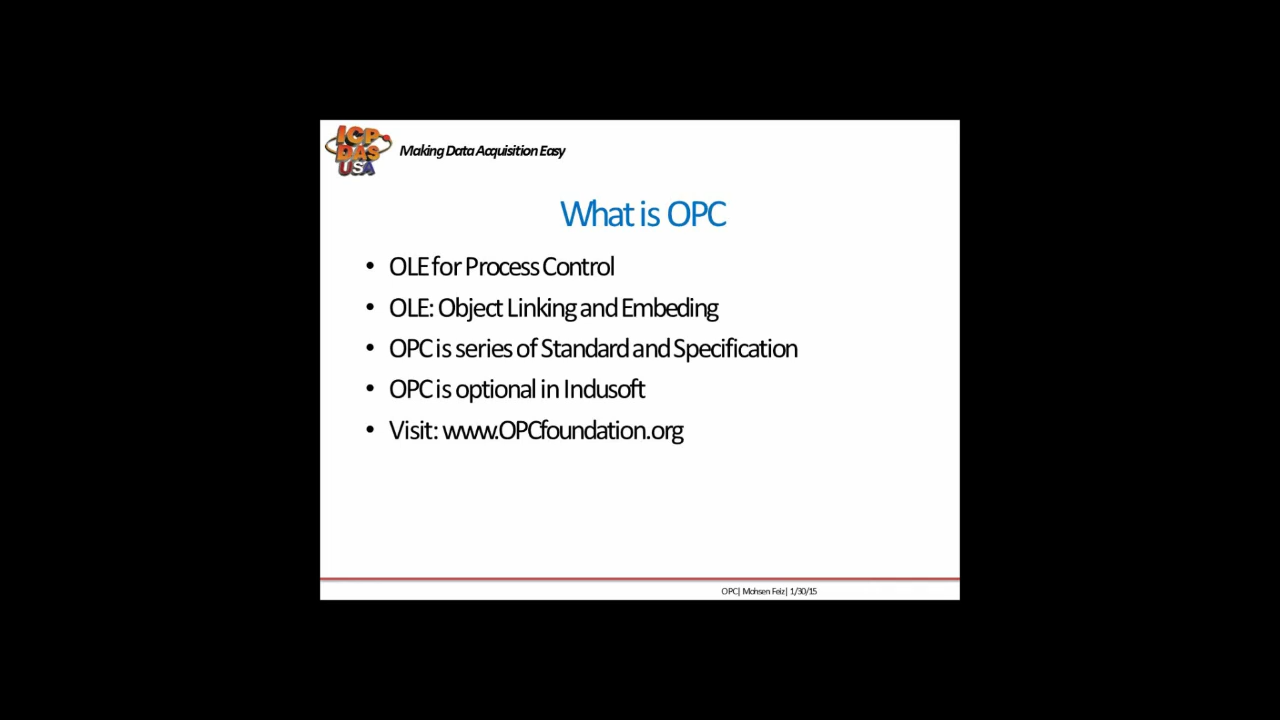 ICP
DAS
USA
Making Data Acquisition Easy
What is OPC
• OLE for Process Control
• OLE: Object Linking and Embeding
• OPC is series of Standard and Specification
• OPC is optional in Indusoft
• Visit: www.OPCfoundation.org
OPC| Mohsen Feiz| 1/30/15